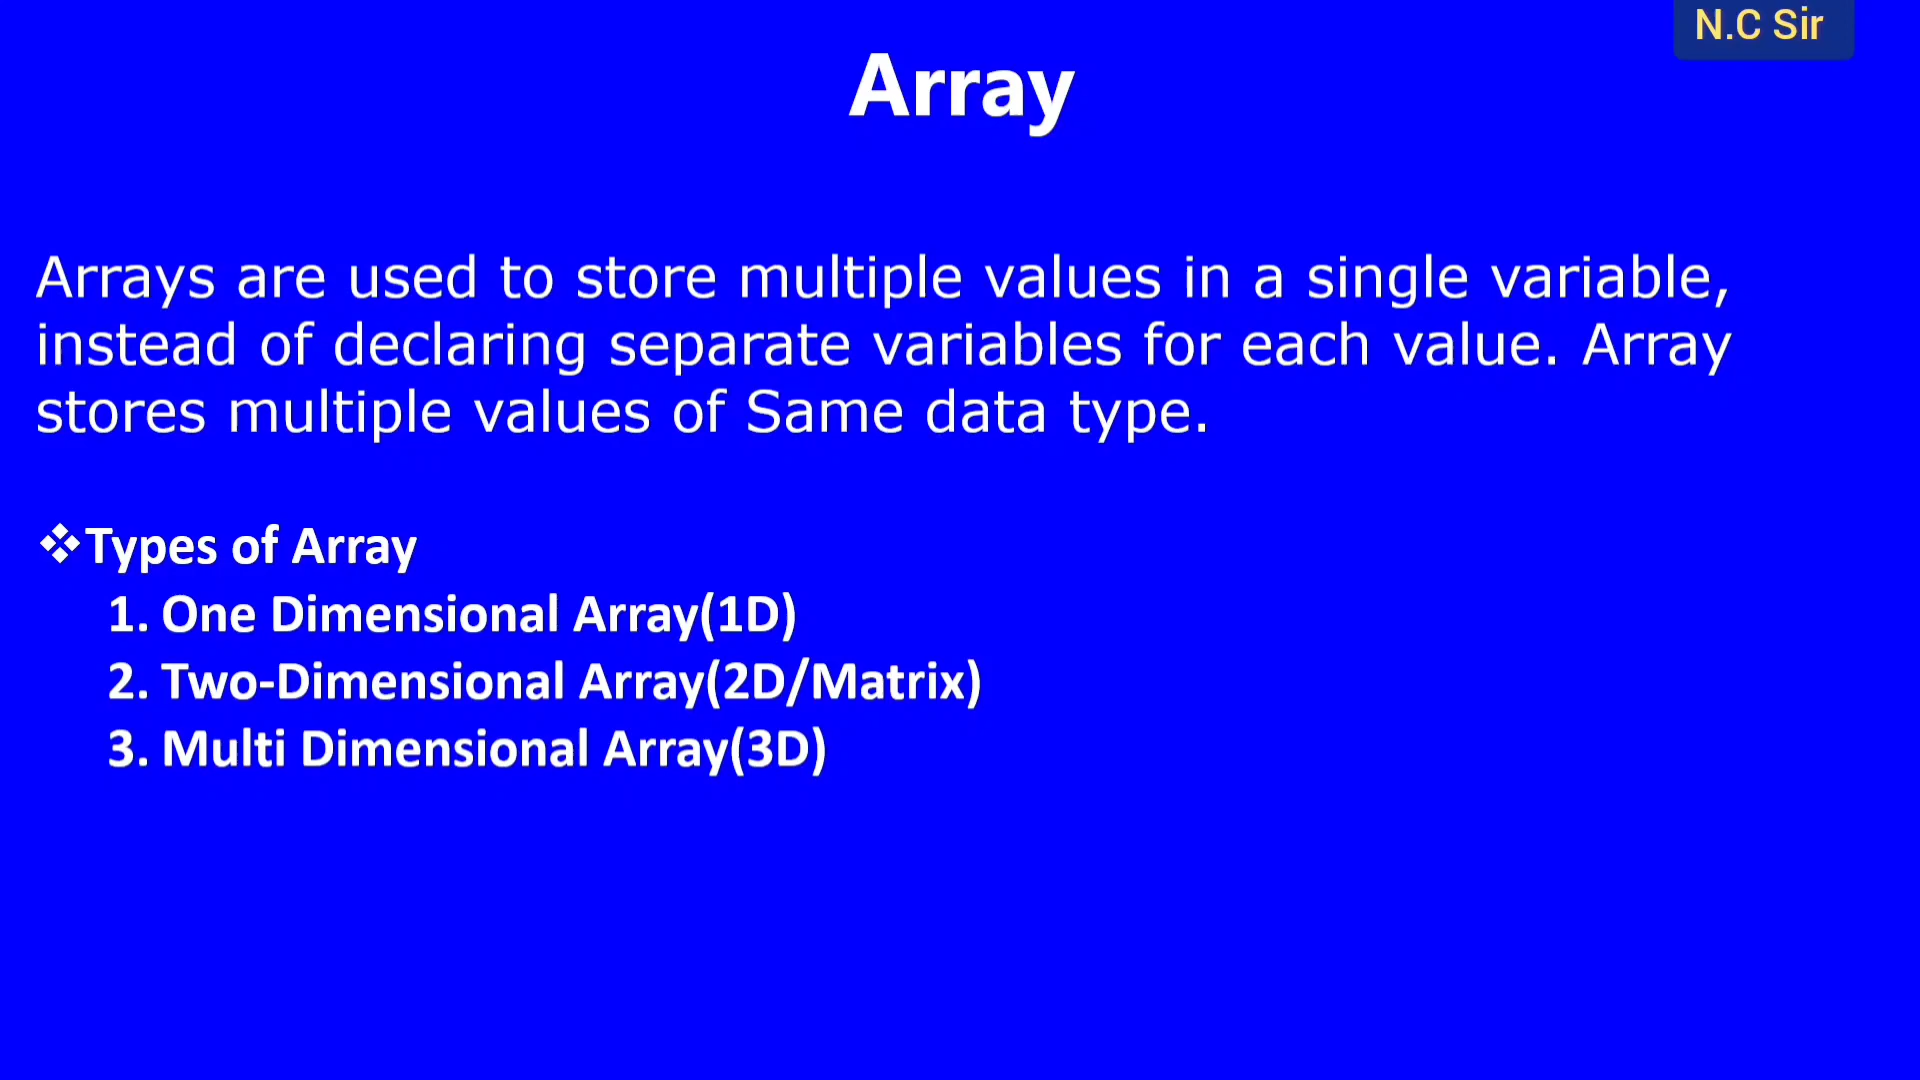 N.C Sir
Array
Arrays are used to store multiple values in a single variable,
instead of declaring separate variables for each value. Array
stores multiple values of Same data type.
❖Types of Array
1. One Dimensional Array(1D)
2. Two-Dimensional Array(2D/Matrix)
3. Multi Dimensional Array(3D)